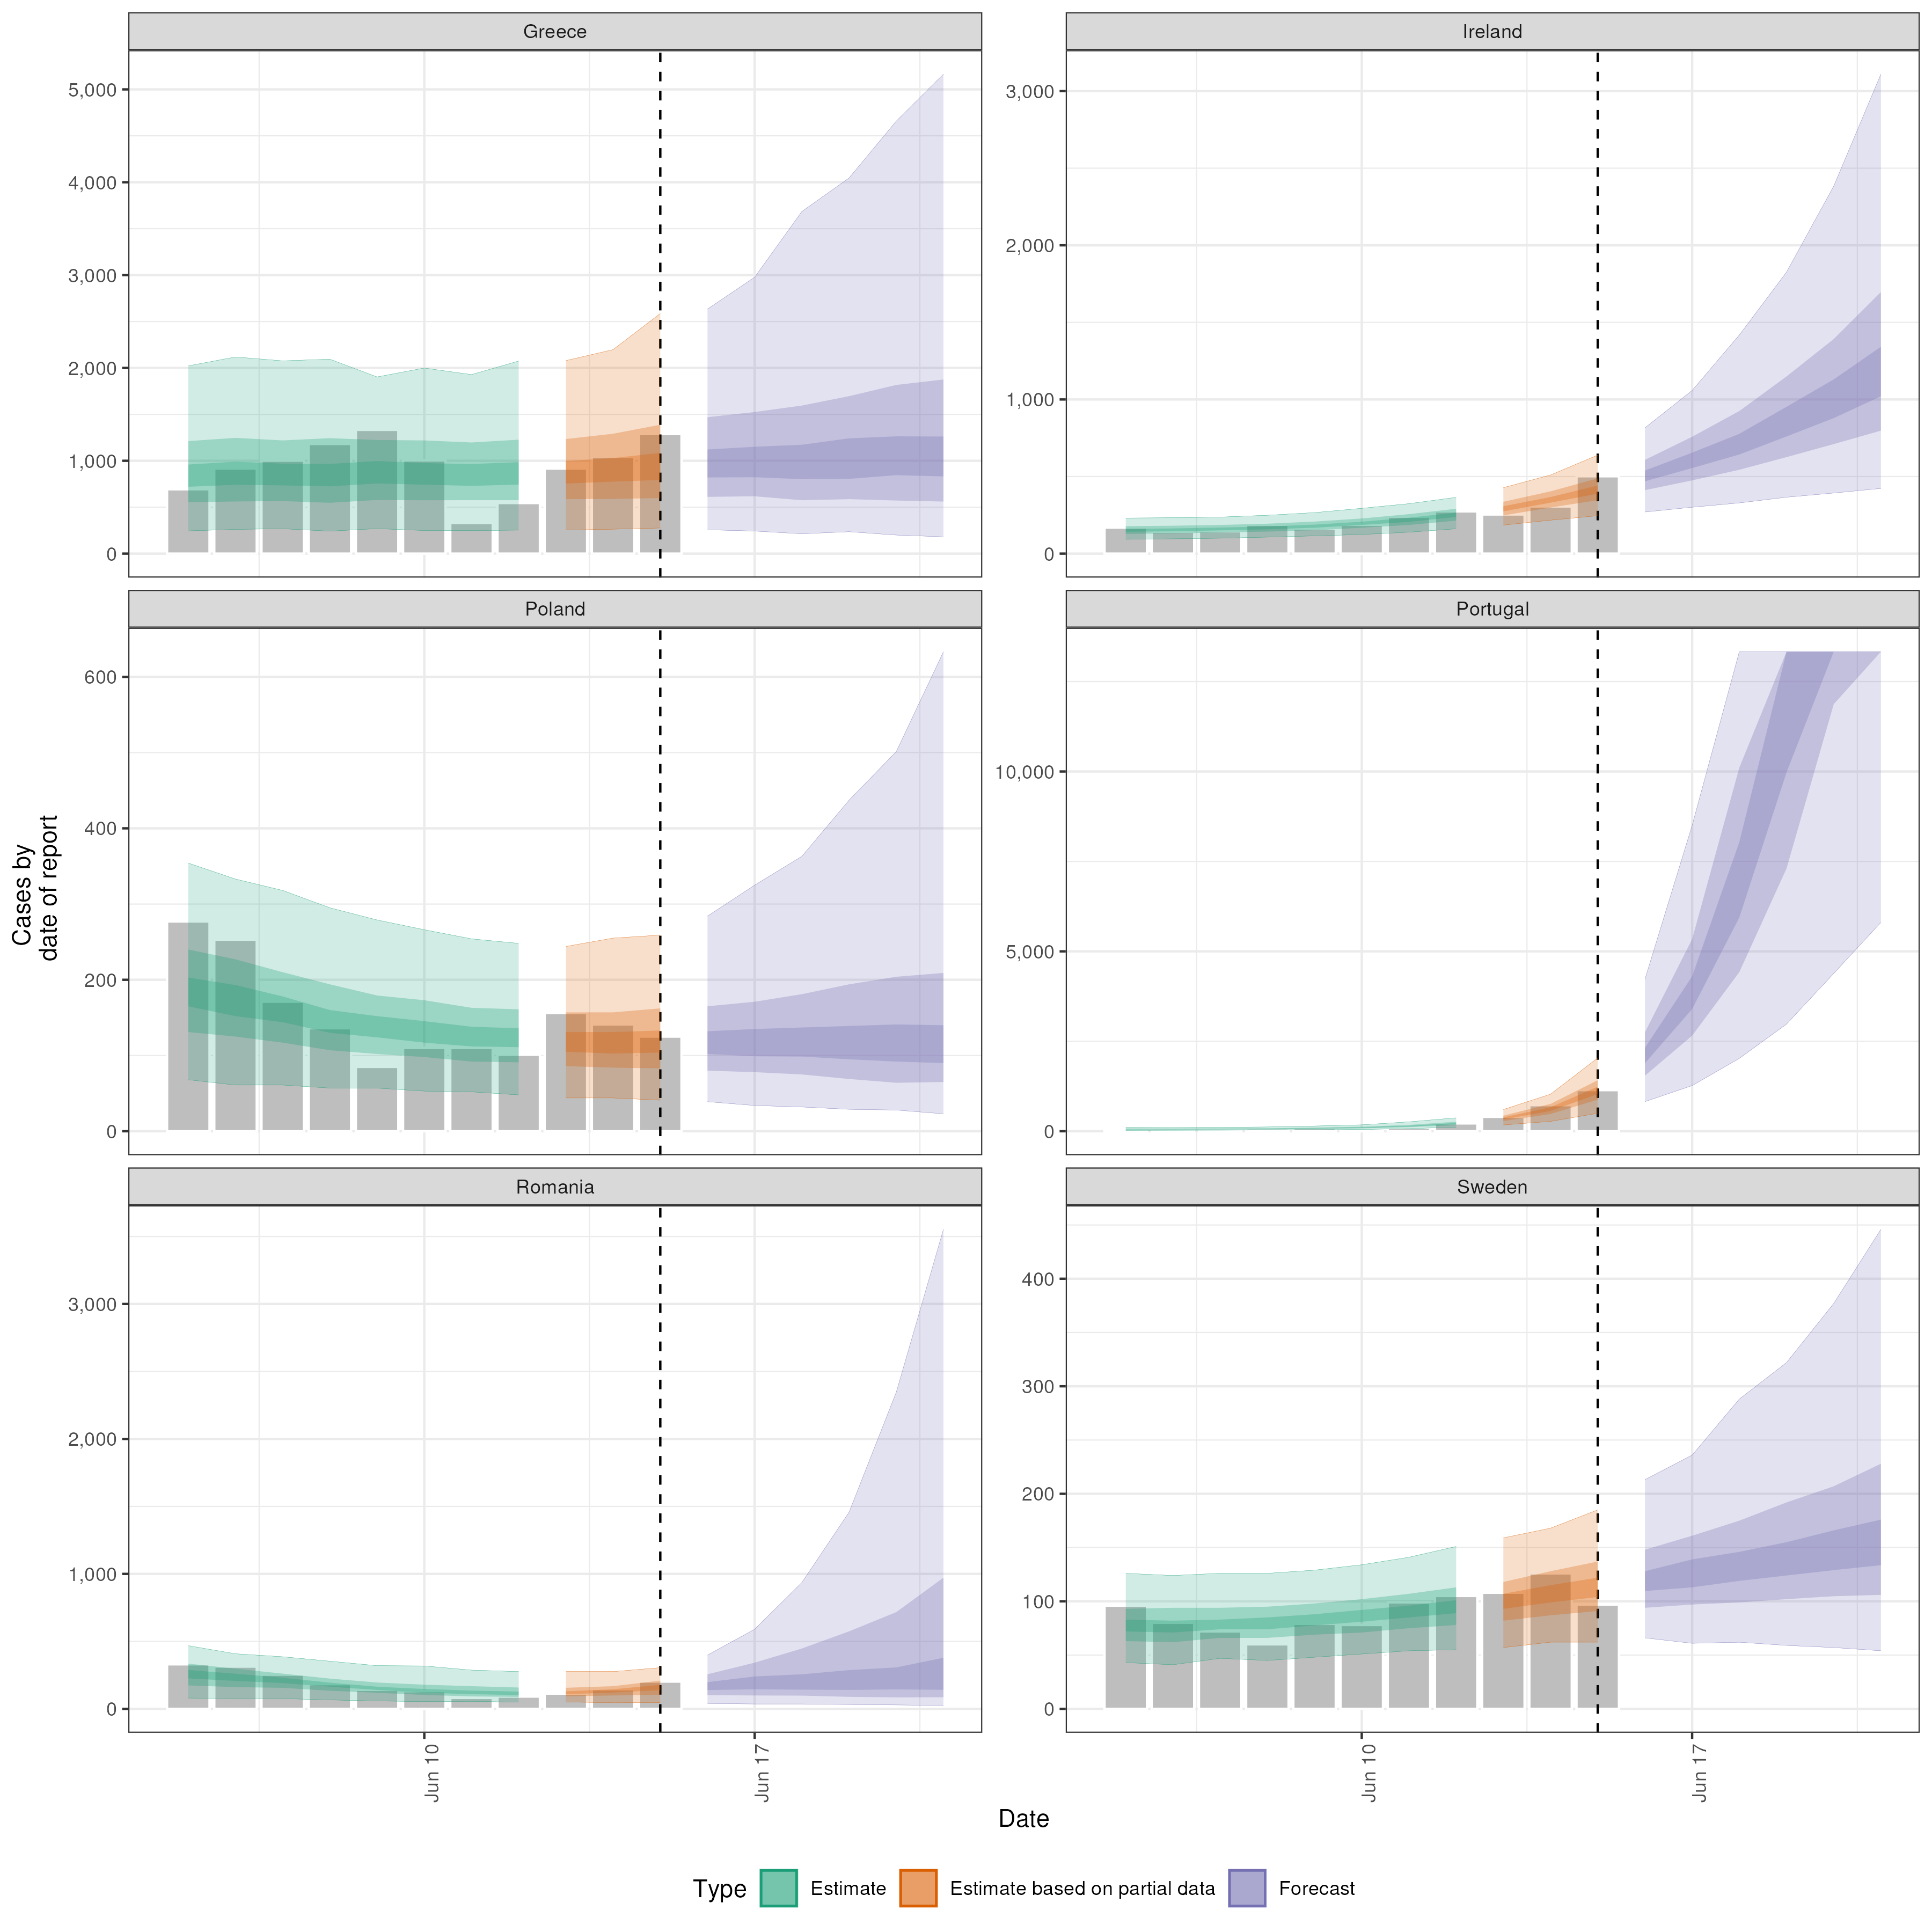 Greece
Ireland
5,000
4,000
3,000
2,000
1,000
0
3,000
2,000
1,000
0
Poland
Portugal
600
400
200
0
10,000
5,000
0
Cases by
date of report
Romania
Sweden
3,000
2,000
1,000
0
400
300
200
100
0
Jun 10
Jun 17
Jun 10
Jun 17
Date
Type
Estimate
Estimate based on partial data
Forecast